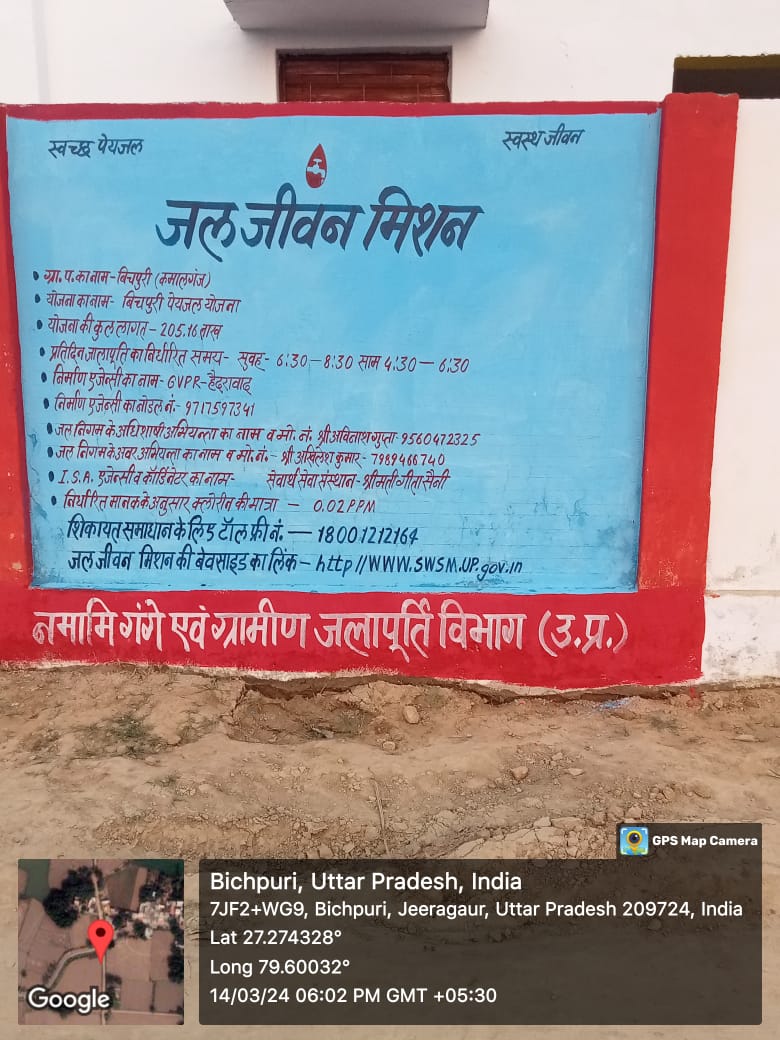 स्वच्छ पेयजल
स्वस्थ जीवन
जल जीवन मिशन
• ग्रा. प. का नाम - बिचपुरी (कमालगंज)
• योजना का नाम - बिचपुरी पेयजल योजना
• योजना की कुल लागत - 205.16 लाख
• प्रतिदिन जालापूर्ति का निर्धारित समय - सुवह - 6:30 - 8:30 साम 4:30 - 6:30
• निर्माण एजेन्सी का नाम - GVPR - हैदरावाद
• निर्माण एजेन्सी का नोडल नं. - 9717597341
• जल निगम के अधिशाषी अभियन्ता का नाम व मो. नं. श्री अविनाश गुप्ता - 9560472325
• जल निगम के अवर अभियन्ता का नाम व मो. नं. - श्री अखिलेश कुमार - 7989466740
• I.S.A. एजेन्सी व कॉर्डिनेटर का नाम - सेवार्थ सेवा संस्थान - श्रीमती गीता सैनी
• निर्धारित मानक के अनुसार क्लोरीन की मात्रा - 0.02 PPM
शिकायत समाधान के लिए टॉल फ्री नं. - 18001212164
जल जीवन मिशन की बेवसाइड का लिंक - http//WWW.SWSM.UP.gov.in
नमामि गंगे एवं ग्रामीण जलापूर्ति विभाग (उ.प्र.)
GPS Map Camera
Bichpuri, Uttar Pradesh, India
7JF2+WG9, Bichpuri, Jeeragaur, Uttar Pradesh 209724, India
Lat 27.274328°
Long 79.60032°
14/03/24 06:02 PM GMT +05:30
Google